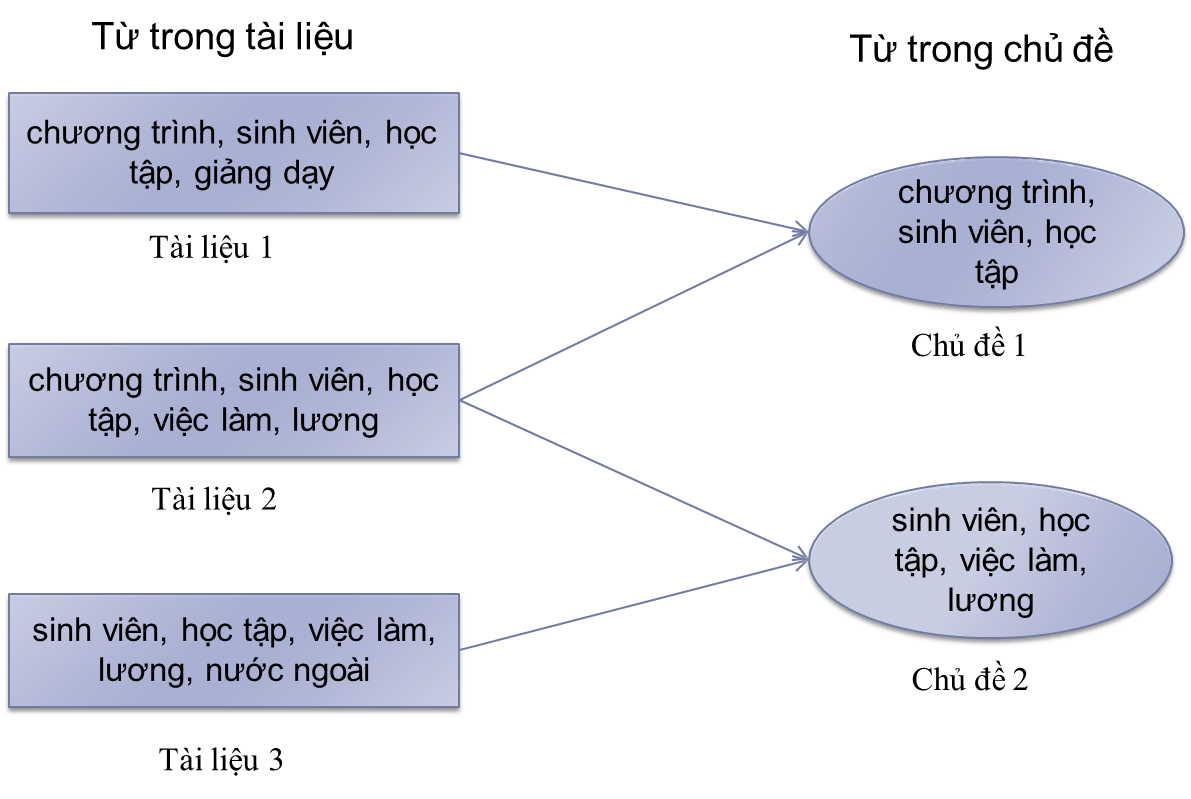 Từ trong tài liệu
Từ trong chủ đề
chương trình, sinh viên, học
tập, giảng dạy
Tài liệu 1
chương trình,
sinh viên, học
tập
Chủ đề 1
chương trình, sinh viên, học
tập, việc làm, lương
Tài liệu 2
sinh viên, học
tập, việc làm,
lương
Chủ đề 2
sinh viên, học tập, việc làm,
lương, nước ngoài
Tài liệu 3